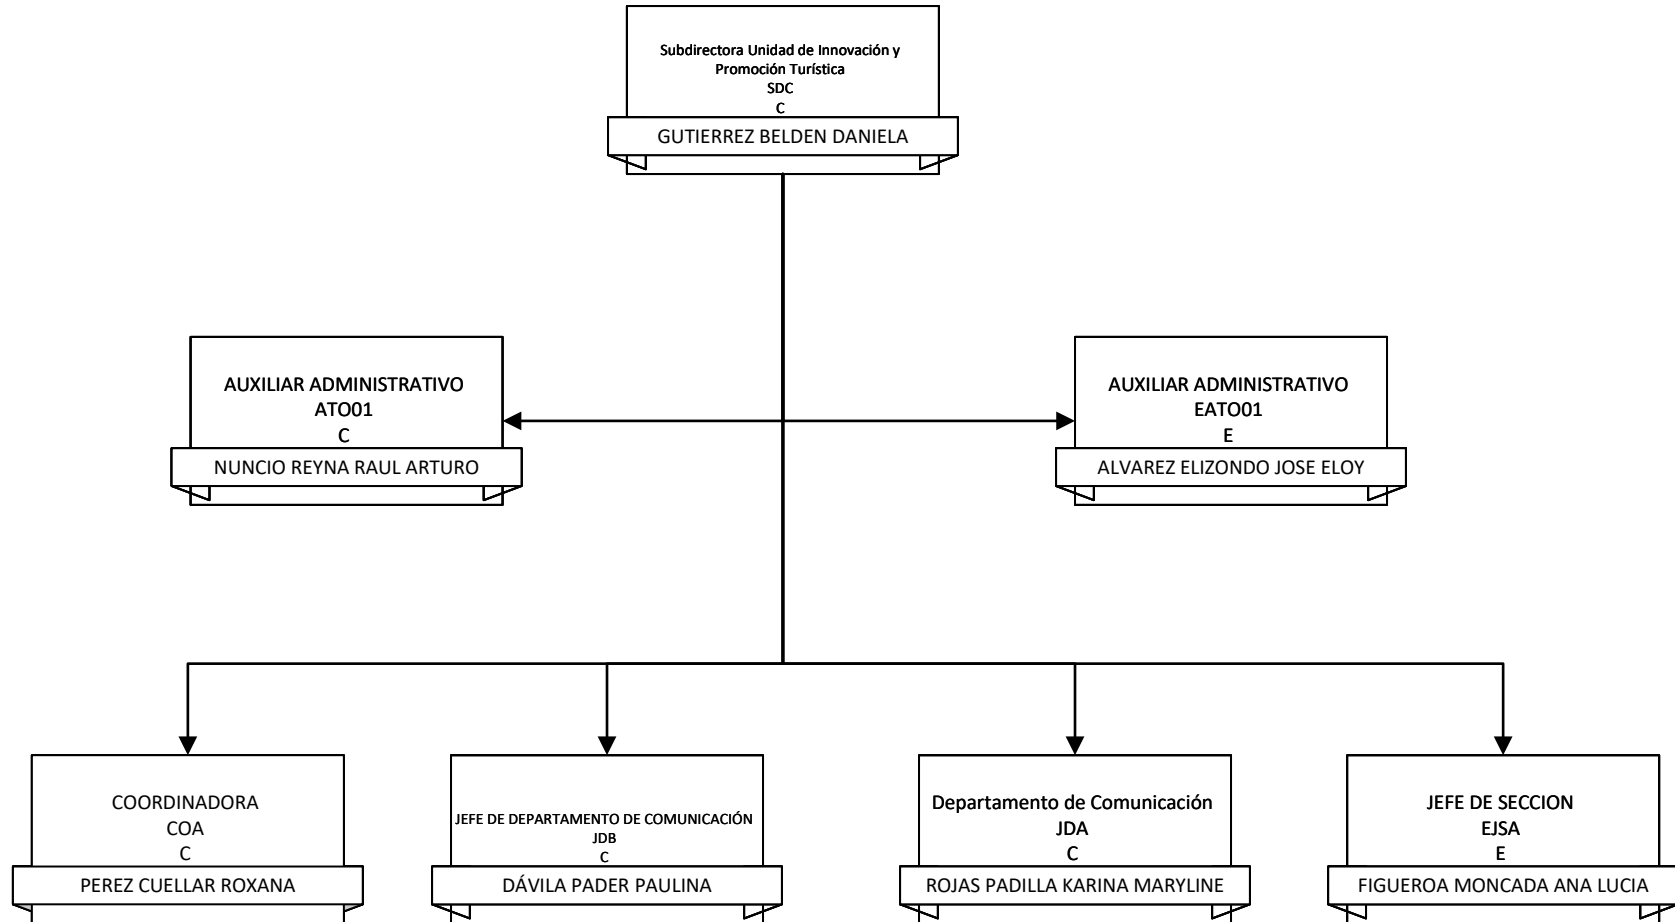 Subdirectora Unidad de Innovación y
Promoción Turística
SDC
C
GUTIERREZ BELDEN DANIELA
AUXILIAR ADMINISTRATIVO
ATO01
C
NUNCIO REYNA RAUL ARTURO
AUXILIAR ADMINISTRATIVO
EATO01
E
ALVAREZ ELIZONDO JOSE ELOY
COORDINADORA
COA
C
PEREZ CUELLAR ROXANA
JEFE DE DEPARTAMENTO DE COMUNICACIÓN
JDB
C
DÁVILA PADER PAULINA
Departamento de Comunicación
JDA
C
ROJAS PADILLA KARINA MARYLINE
JEFE DE SECCION
EJSA
E
FIGUEROA MONCADA ANA LUCIA